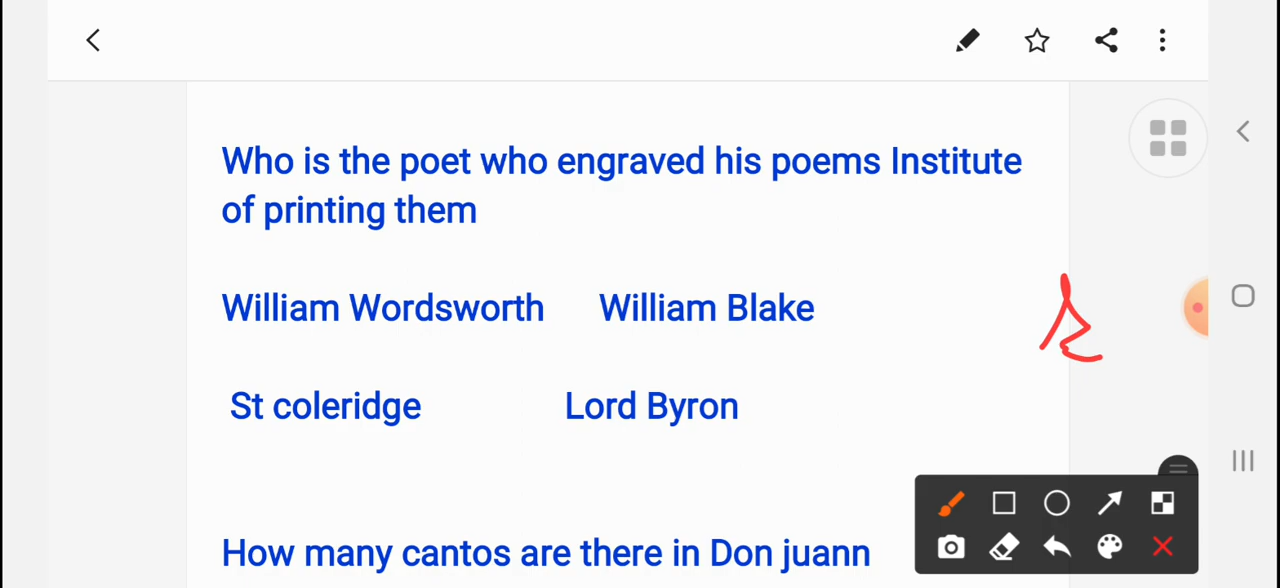 Who is the poet who engraved his poems Institute
of printing them
William Wordsworth William Blake
St coleridge Lord Byron
How many cantos are there in Don juann